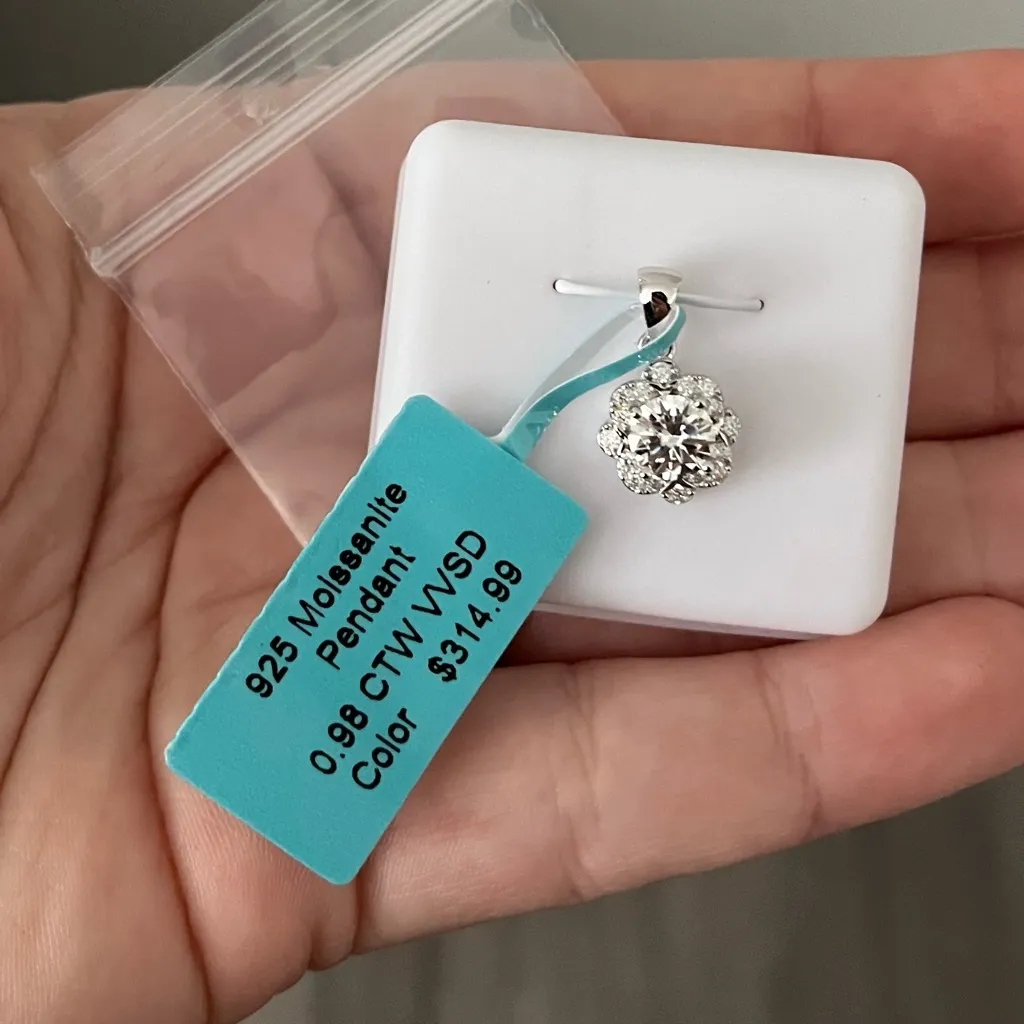 925 Moissanite
Pendant
0.98 CTW VVSD
Color $314.99